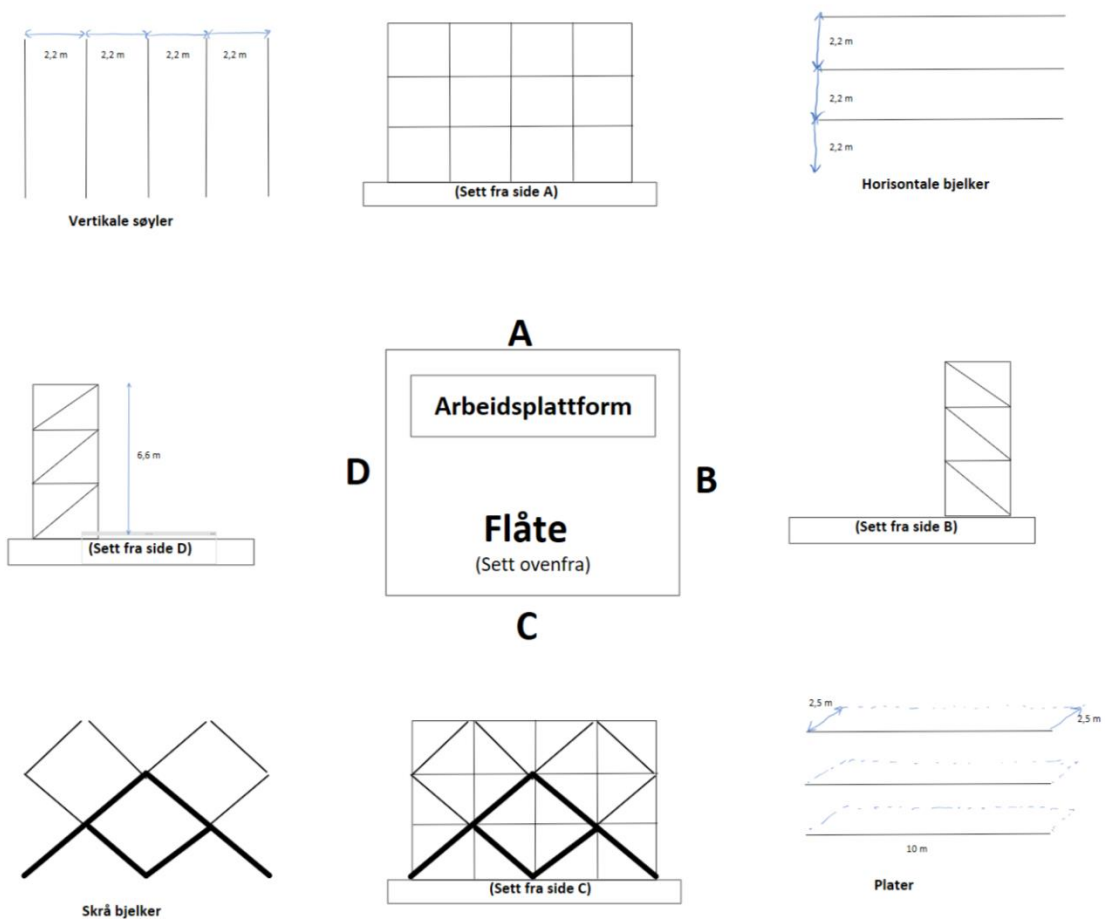 2,2 m
2,2 m
2,2 m
2,2 m
Vertikale søyler
(Sett fra side A)
2,2 m
2,2 m
2,2 m
Horisontale bjelker
A
Arbeidsplattform
D
B
Flåte
(Sett ovenfra)
C
6,6 m
(Sett fra side D)
(Sett fra side B)
Skrå bjelker
(Sett fra side C)
2,5 m
2,5 m
10 m
Plater